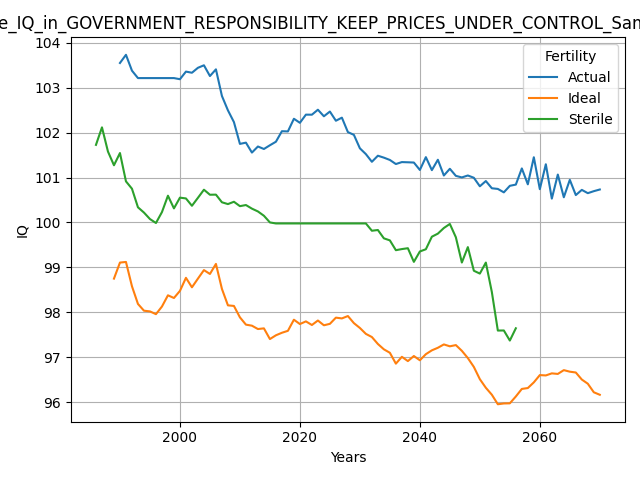 e_IQ_in_GOVERNMENT_RESPONSIBILITY_KEEP_PRICES_UNDER_CONTROL_Sam
Fertility
Actual
Ideal
Sterile
104
103
102
101
100
99
98
97
96
IQ
2000
2020
2040
2060
Years